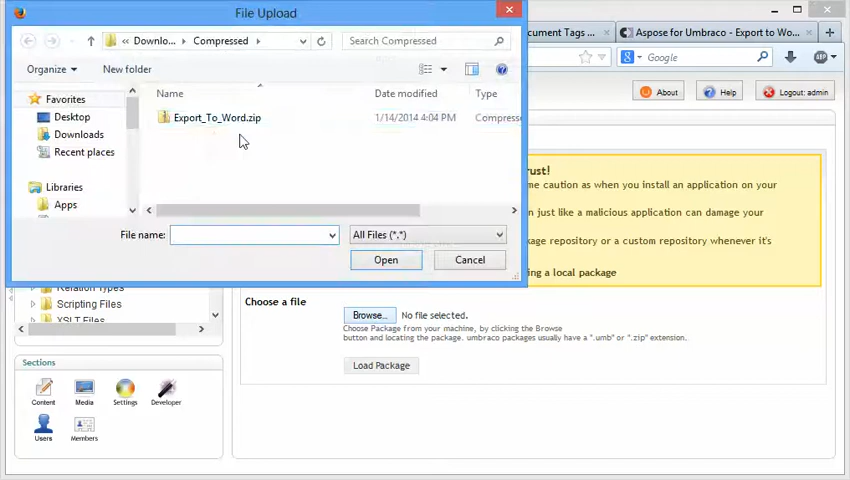 File Upload
Downlo...
Compressed
Search Compressed
Organize
New folder
Name
Date modified
Type
Favorites
Desktop
Downloads
Recent places
Libraries
Apps
Export_To_Word.zip
1/14/2014 4:04 PM
Compress
File name:
All Files (*.*)
Open
Cancel
cument Tags ...
Aspose for Umbraco - Export to Wo...
Google
ABP
About
Help
Logout: admin
rust!
me caution as when you install an application on your
n just like a malicious application can damage your
kage repository or a custom repository whenever it's
ng a local package
Relation Types
Scripting Files
XSLT Files
Choose a file
Browse...
No file selected.
Choose Package from your machine, by clicking the Browse
button and locating the package. umbraco packages usually have a ".umb" or ".zip" extension.
Load Package
Sections
Content
Media
Settings
Developer
Users
Members